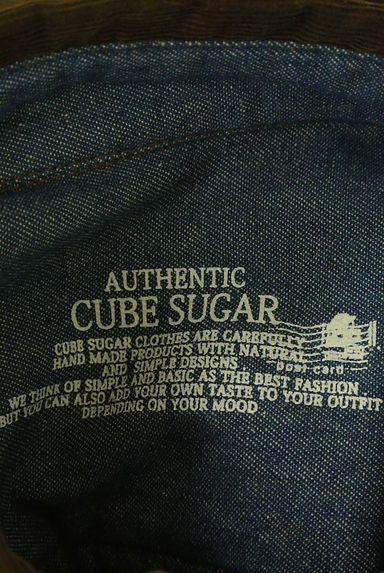 AUTHENTIC
CUBE SUGAR
CUBE SUGAR CLOTHES ARE CAREFULLY
HAND MADE PRODUCTS WITH NATURAL
AND SIMPLE DESIGNS
post card
WE THINK OF SIMPLE AND BASIC AS THE BEST FASHION
BUT YOU CAN ALSO ADD YOUR OWN TASTE TO YOUR OUTFIT
DEPENDING ON YOUR MOOD